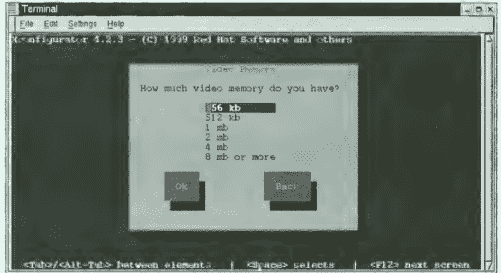 Terminal
File Edit Settings Help
Xconfigurator 4.2.3 - (C) 1999 Red Hat Software and others
Video Memory
How much video memory do you have?
256 kb
512 kb
1 mb
2 mb
4 mb
8 mb or more
Ok Back
<Tab>/<Alt-Tab> between elements | <Space> selects | <F12> next screen